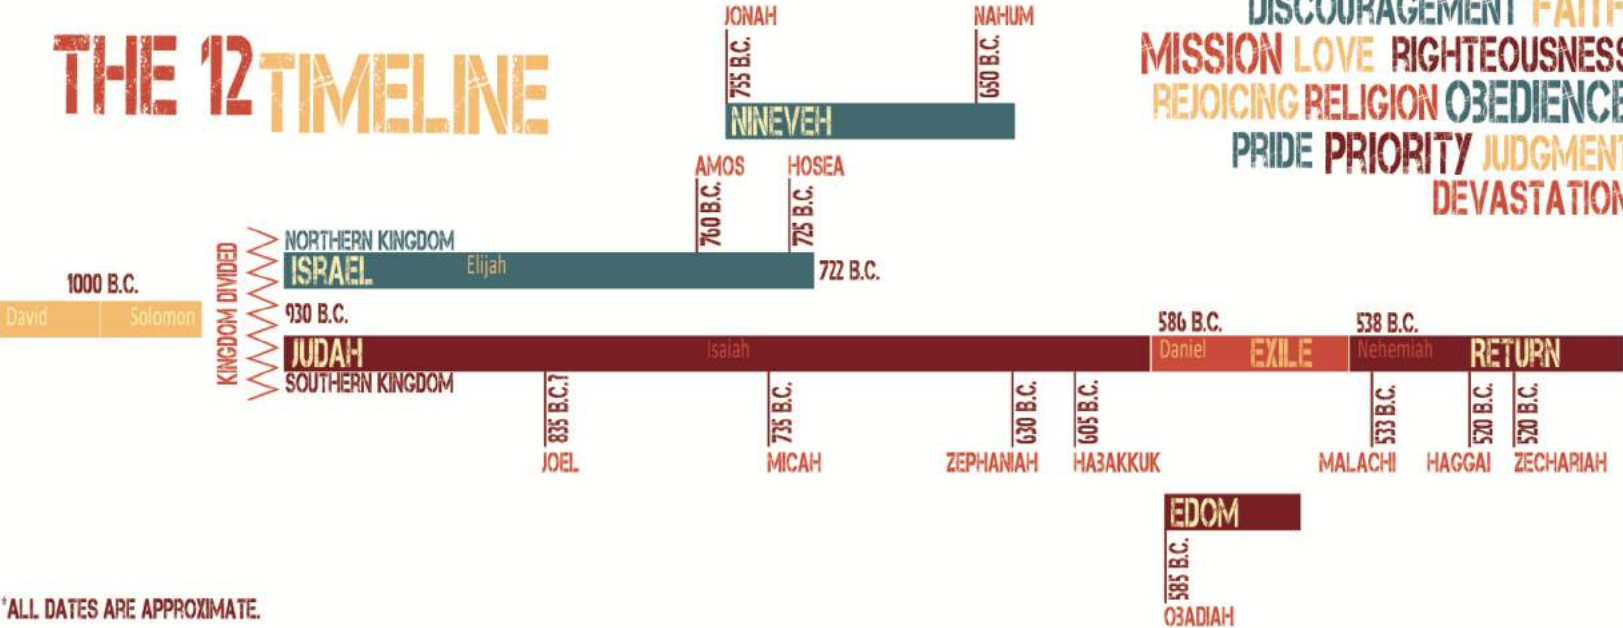 THE 12 TIMELINE
JONAH
755 B.C.
NAHUM
650 B.C.
NINEVEH
DISCOURAGEMENT FAITH
MISSION LOVE RIGHTEOUSNESS
REJOICING RELIGION OBEDIENCE
PRIDE PRIORITY JUDGMENT
DEVASTATION
AMOS
760 B.C.
HOSEA
725 B.C.
NORTHERN KINGDOM
ISRAEL
Elijah
722 B.C.
1000 B.C.
David
Solomon
KINGDOM DIVIDED
930 B.C.
JUDAH
Isaiah
SOUTHERN KINGDOM
586 B.C.
Daniel
EXILE
538 B.C.
Nehemiah
RETURN
835 B.C.?
JOEL
735 B.C.
MICAH
630 B.C.
ZEPHANIAH
605 B.C.
HABAKKUK
533 B.C.
MALACHI
520 B.C.
HAGGAI
520 B.C.
ZECHARIAH
EDOM
585 B.C.
OBADIAH
*ALL DATES ARE APPROXIMATE.